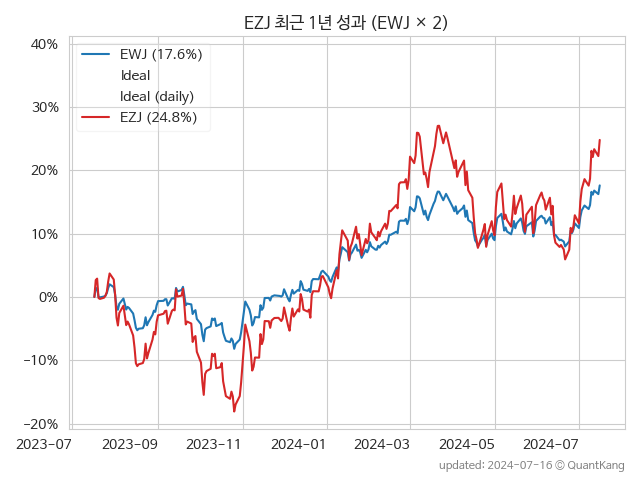 EZJ 최근 1년 성과 (EWJ × 2)
40%
30%
20%
10%
0%
−10%
−20%
EWJ (17.6%)
Ideal
Ideal (daily)
EZJ (24.8%)
2023-07 2023-09 2023-11 2024-01 2024-03 2024-05 2024-07
updated: 2024-07-16 © QuantKang